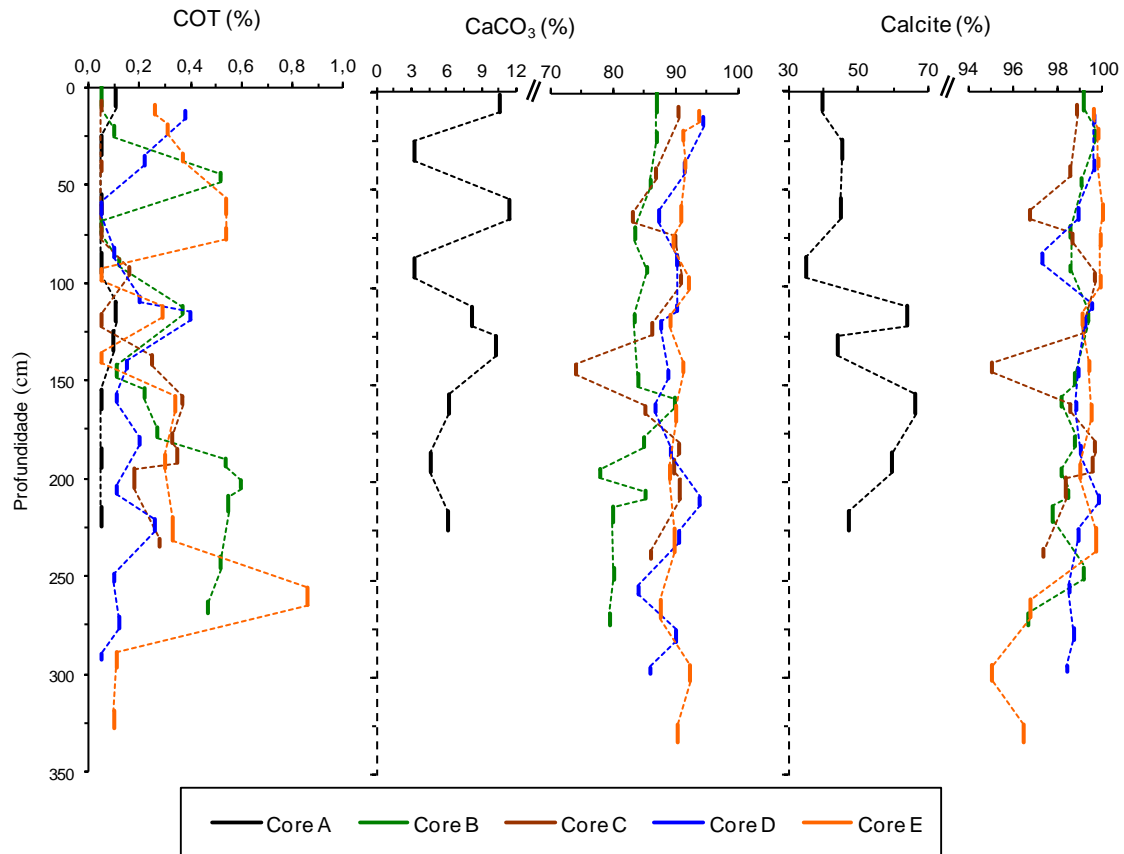 COT (%)
CaCO3 (%)
Calcite (%)
0,0 0,2 0,4 0,6 0,8 1,0
0 3 6 9 12 // 70 80 90 100
30 50 70 // 94 96 98 100
Profundidade (cm)
0
50
100
150
200
250
300
350
Core A Core B Core C Core D Core E